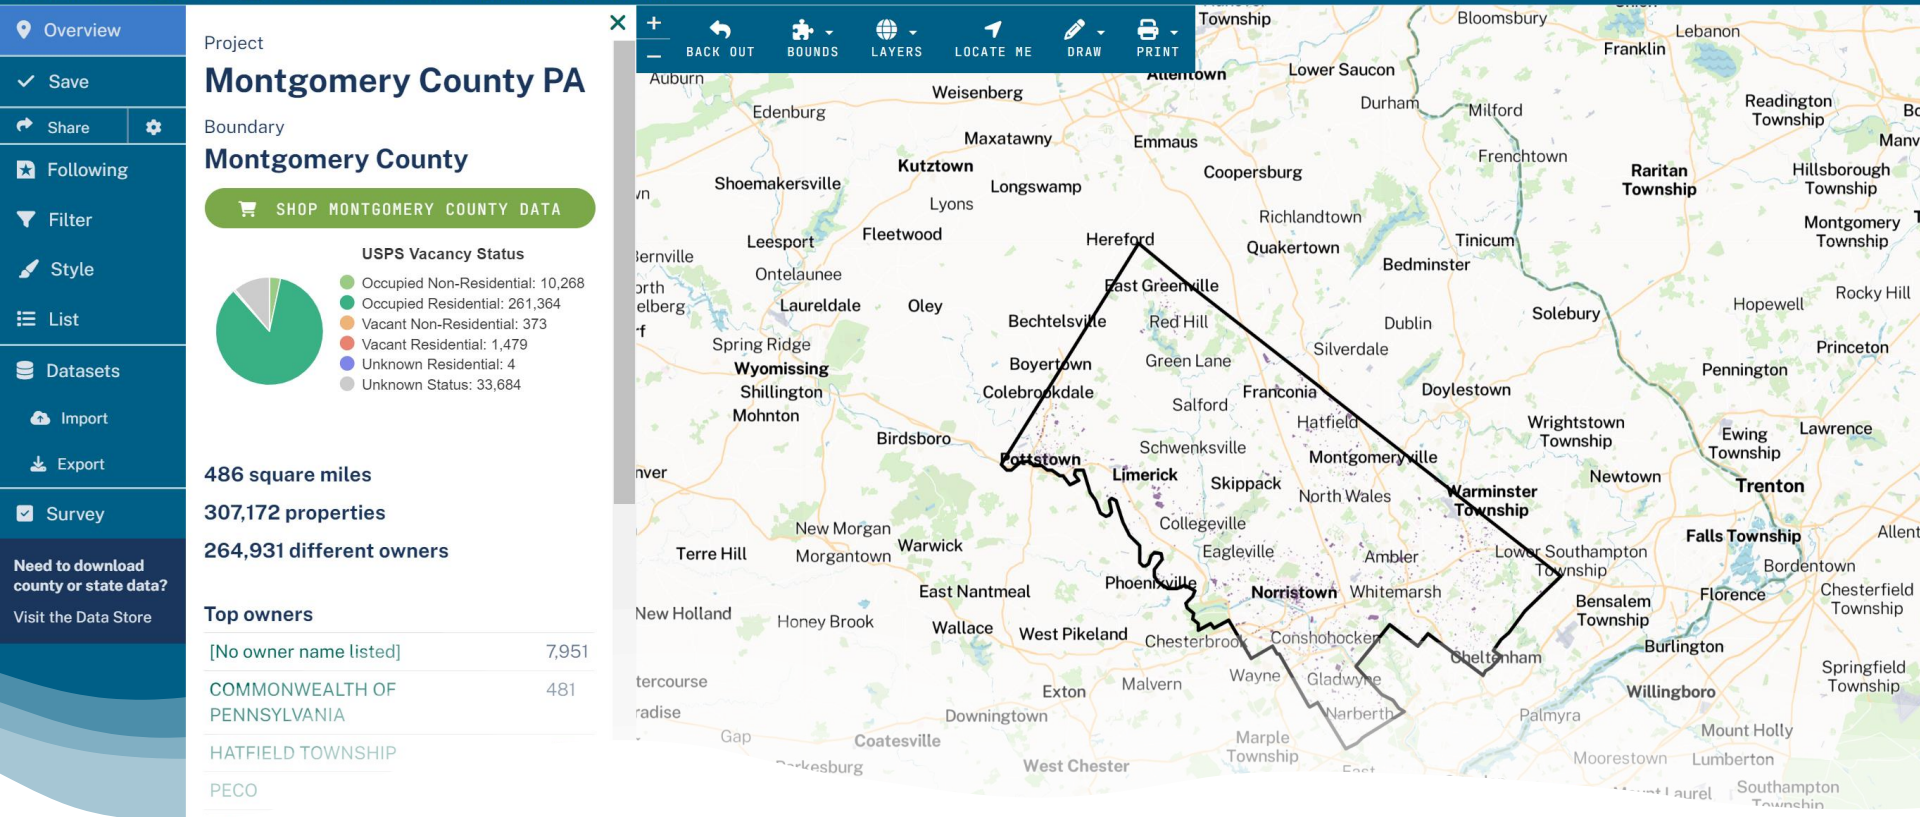 Overview
Save
Share
Following
Filter
Style
List
Datasets
Import
Export
Survey
Need to download
county or state data?
Visit the Data Store
Project
Montgomery County PA
Boundary
Montgomery County
SHOP MONTGOMERY COUNTY DATA
USPS Vacancy Status
Occupied Non-Residential: 10,268
Occupied Residential: 261,364
Vacant Non-Residential: 373
Vacant Residential: 1,479
Unknown Residential: 4
Unknown Status: 33,684
486 square miles
307,172 properties
264,931 different owners
Top owners
[No owner name listed] 7,951
COMMONWEALTH OF 481
PENNSYLVANIA
HATFIELD TOWNSHIP
PECO
BACK OUT
BOUNDS
LAYERS
LOCATE ME
DRAW
PRINT
Township
Bloomsbury
Lebanon
Franklin
Auburn
Allentown
Lower Saucon
Weisenberg
Edenburg
Durham
Milford
Readington
Township
Maxatawny
Emmaus
Frenchtown
Kutztown
Coopersburg
Raritan
Township
Hillsborough
Township
Shoemakersville
Longswamp
Lyons
Richlandtown
Montgomery
Township
Leesport
Fleetwood
Hereford
Quakertown
Tinicum
Bedminster
Ontelaunee
East Greenville
Laureldale
Oley
Bechtelsville
Red Hill
Dublin
Solebury
Hopewell
Rocky Hill
Spring Ridge
Silverdale
Princeton
Wyomissing
Boyertown
Green Lane
Pennington
Shillington
Colebrookdale
Franconia
Doylestown
Mohnton
Salford
Hatfield
Wrightstown
Township
Lawrence
Birdsboro
Schwenksville
Ewing
Township
Pottstown
Montgomeryville
Limerick
Skippack
Newtown
North Wales
Warminster
Township
Trenton
New Morgan
Collegeville
Falls Township
Terre Hill
Morgantown
Warwick
Eagleville
Ambler
Lower Southampton
Township
Bordentown
Phoenixville
East Nantmeal
Norristown
Whitemarsh
Florence
Chesterfield
Township
Bensalem
Township
New Holland
Honey Brook
Wallace
West Pikeland
Chesterbrook
Conshohocken
Cheltenham
Burlington
Springfield
Township
Wayne
Gladwyne
Exton
Malvern
Willingboro
Downingtown
Narberth
Palmyra
Gap
Coatesville
Marple
Township
Mount Holly
West Chester
Moorestown
Lumberton
Southampton
Township